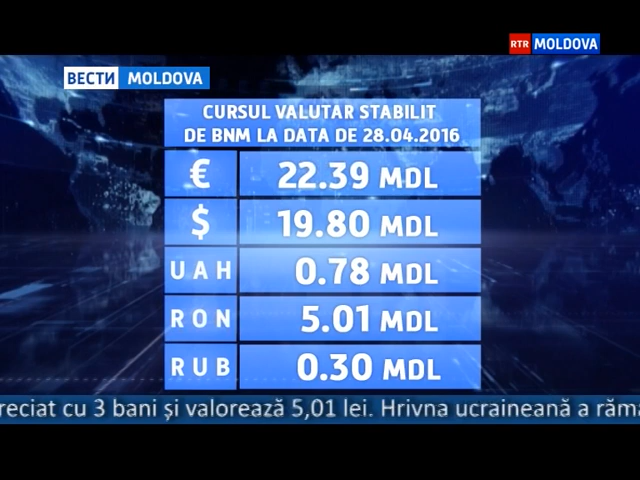 RTR MOLDOVA
ВЕСТИ MOLDOVA
CURSUL VALUTAR STABILIT
DE BNM LA DATA DE 28.04.2016
€ 22.39 MDL
$ 19.80 MDL
UAH 0.78 MDL
RON 5.01 MDL
RUB 0.30 MDL
reciat cu 3 bani și valorează 5,01 lei. Hrivna ucraineană a răma